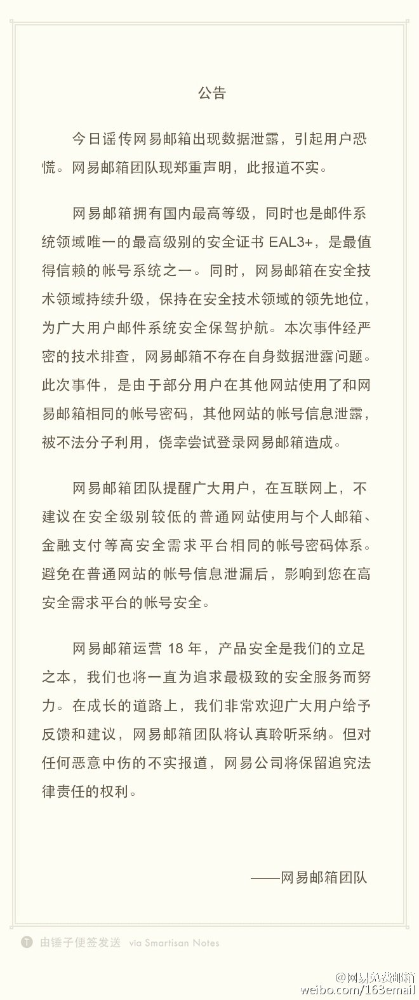 公告
今日谣传网易邮箱出现数据泄露，引起用户恐
慌。网易邮箱团队现郑重声明，此报道不实。
网易邮箱拥有国内最高等级，同时也是邮件系
统领域唯一的最高级别的安全证书 EAL3+，是最值
得信赖的帐号系统之一。同时，网易邮箱在安全技
术领域持续升级，保持在安全技术领域的领先地位，
为广大用户邮件系统安全保驾护航。本次事件经严
密的技术排查，网易邮箱不存在自身数据泄露问题。
此次事件，是由于部分用户在其他网站使用了和网
易邮箱相同的帐号密码，其他网站的帐号信息泄露，
被不法分子利用，侥幸尝试登录网易邮箱造成。
网易邮箱团队提醒广大用户，在互联网上，不
建议在安全级别较低的普通网站使用与个人邮箱、
金融支付等高安全需求平台相同的帐号密码体系。
避免在普通网站的帐号信息泄漏后，影响到您在高
安全需求平台的帐号安全。
网易邮箱运营 18 年，产品安全是我们的立足
之本，我们也将一直为追求最极致的安全服务而努
力。在成长的道路上，我们非常欢迎广大用户给予
反馈和建议，网易邮箱团队将认真聆听采纳。但对
任何恶意中伤的不实报道，网易公司将保留追究法
律责任的权利。
——网易邮箱团队
T 由锤子便签发送 via Smartisan Notes
@网易免费邮箱
weibo.com/163email